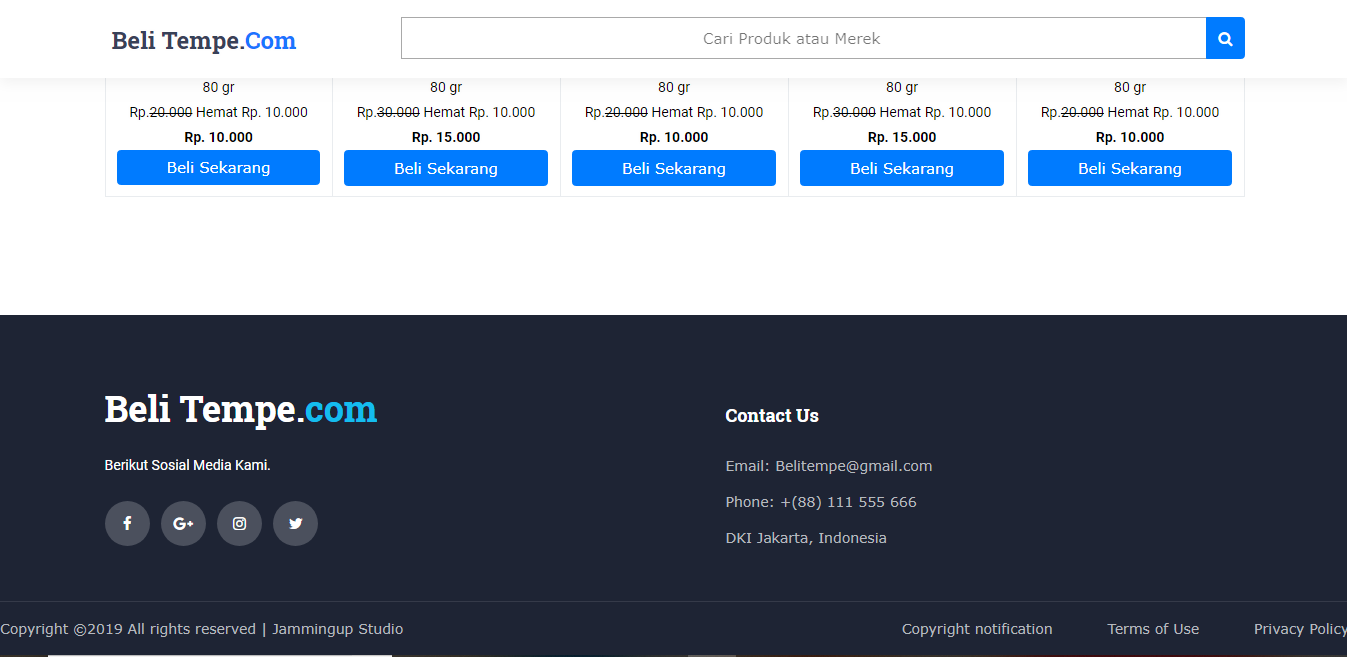 Beli Tempe.Com
Cari Produk atau Merek
80 gr 80 gr 80 gr 80 gr 80 gr
Rp.20.000 Hemat Rp. 10.000 Rp.30.000 Hemat Rp. 10.000 Rp.20.000 Hemat Rp. 10.000 Rp.30.000 Hemat Rp. 10.000 Rp.20.000 Hemat Rp. 10.000
Rp. 10.000 Rp. 15.000 Rp. 10.000 Rp. 15.000 Rp. 10.000
Beli Sekarang Beli Sekarang Beli Sekarang Beli Sekarang Beli Sekarang
Beli Tempe.com
Berikut Sosial Media Kami.
Contact Us
Email: Belitempe@gmail.com
Phone: +(88) 111 555 666
DKI Jakarta, Indonesia
Copyright ©2019 All rights reserved | Jammingup Studio
Copyright notification Terms of Use Privacy Policy